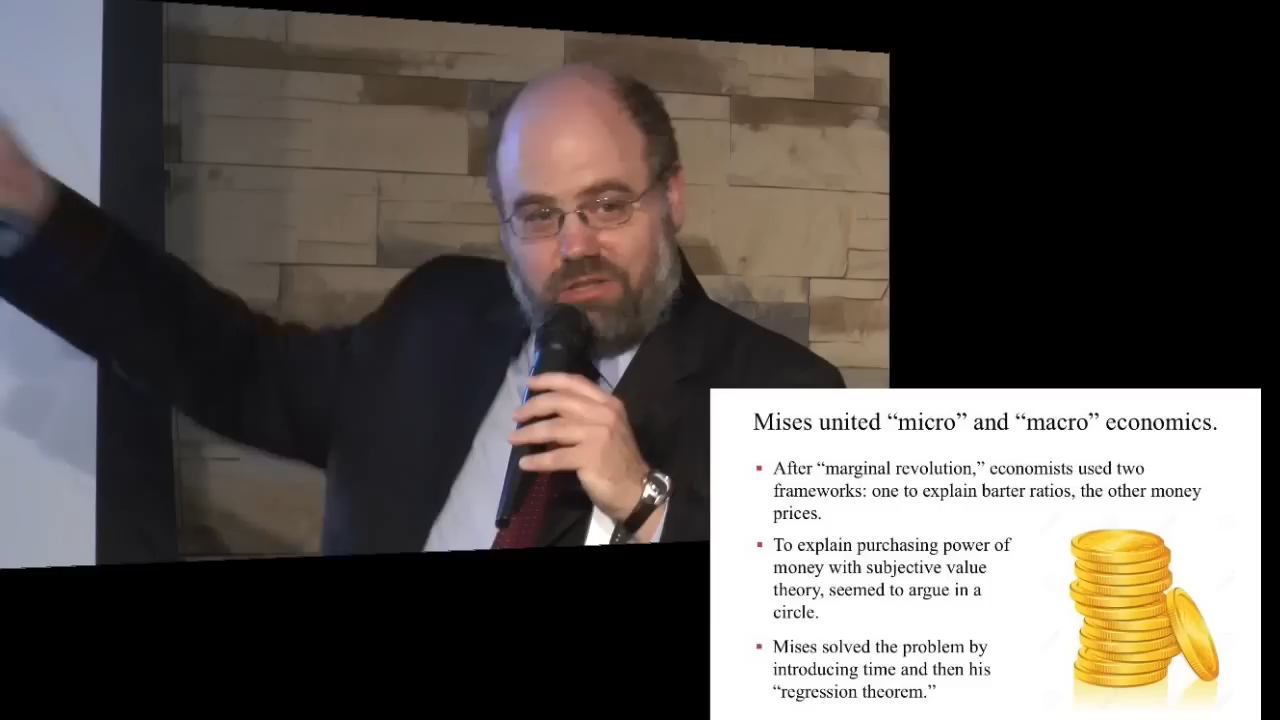 Mises united “micro” and “macro” economics.
After “marginal revolution,” economists used two
frameworks: one to explain barter ratios, the other money
prices.
To explain purchasing power of
money with subjective value
theory, seemed to argue in a
circle.
Mises solved the problem by
introducing time and then his
“regression theorem.”